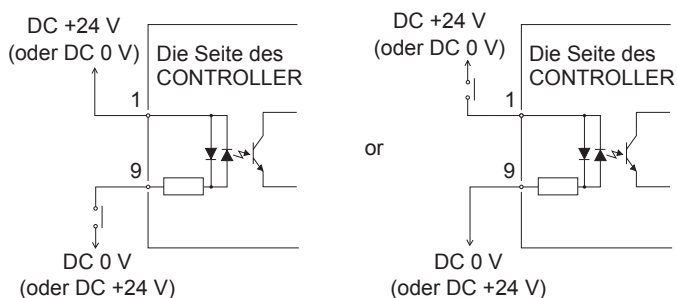 DC +24 V
(oder DC 0 V)
Die Seite des
CONTROLLER
1
9
DC 0 V
(oder DC +24 V)
or
DC +24 V
(oder DC 0 V)
Die Seite des
CONTROLLER
1
9
DC 0 V
(oder DC +24 V)